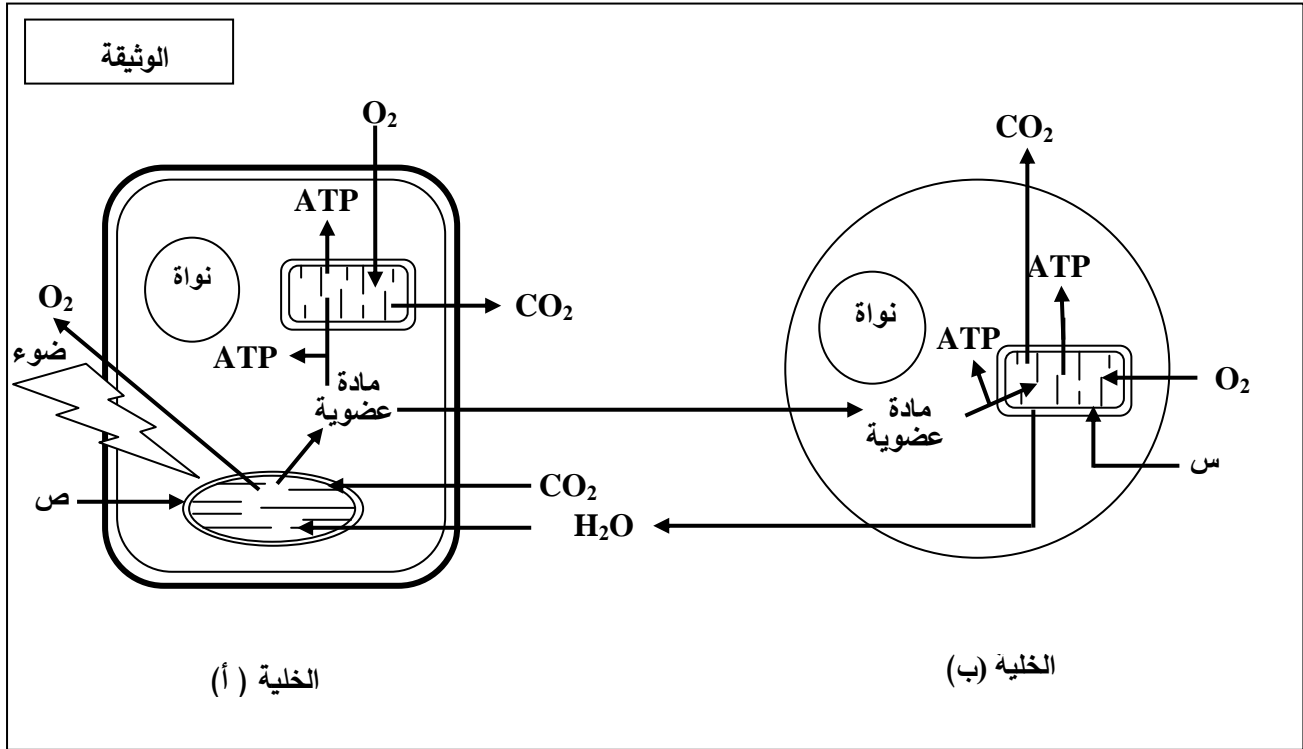 الوثيقة
O₂
ATP
نواة
CO₂
O₂
ضوء
ATP
مادة
عضوية
ص
CO₂
H₂O
الخلية ( أ)
CO₂
ATP
نواة
ATP
O₂
مادة
عضوية
س
الخلية (ب)